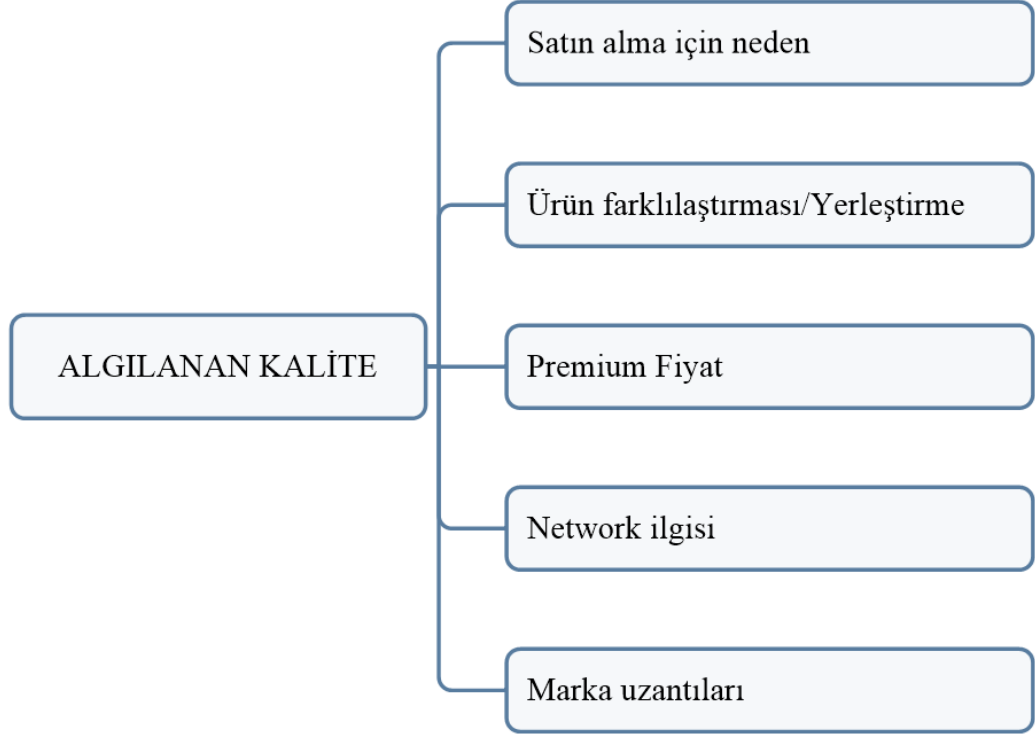 Satın alma için neden
Ürün farklılaştırması/Yerleştirme
ALGILANAN KALİTE
Premium Fiyat
Network ilgisi
Marka uzantıları